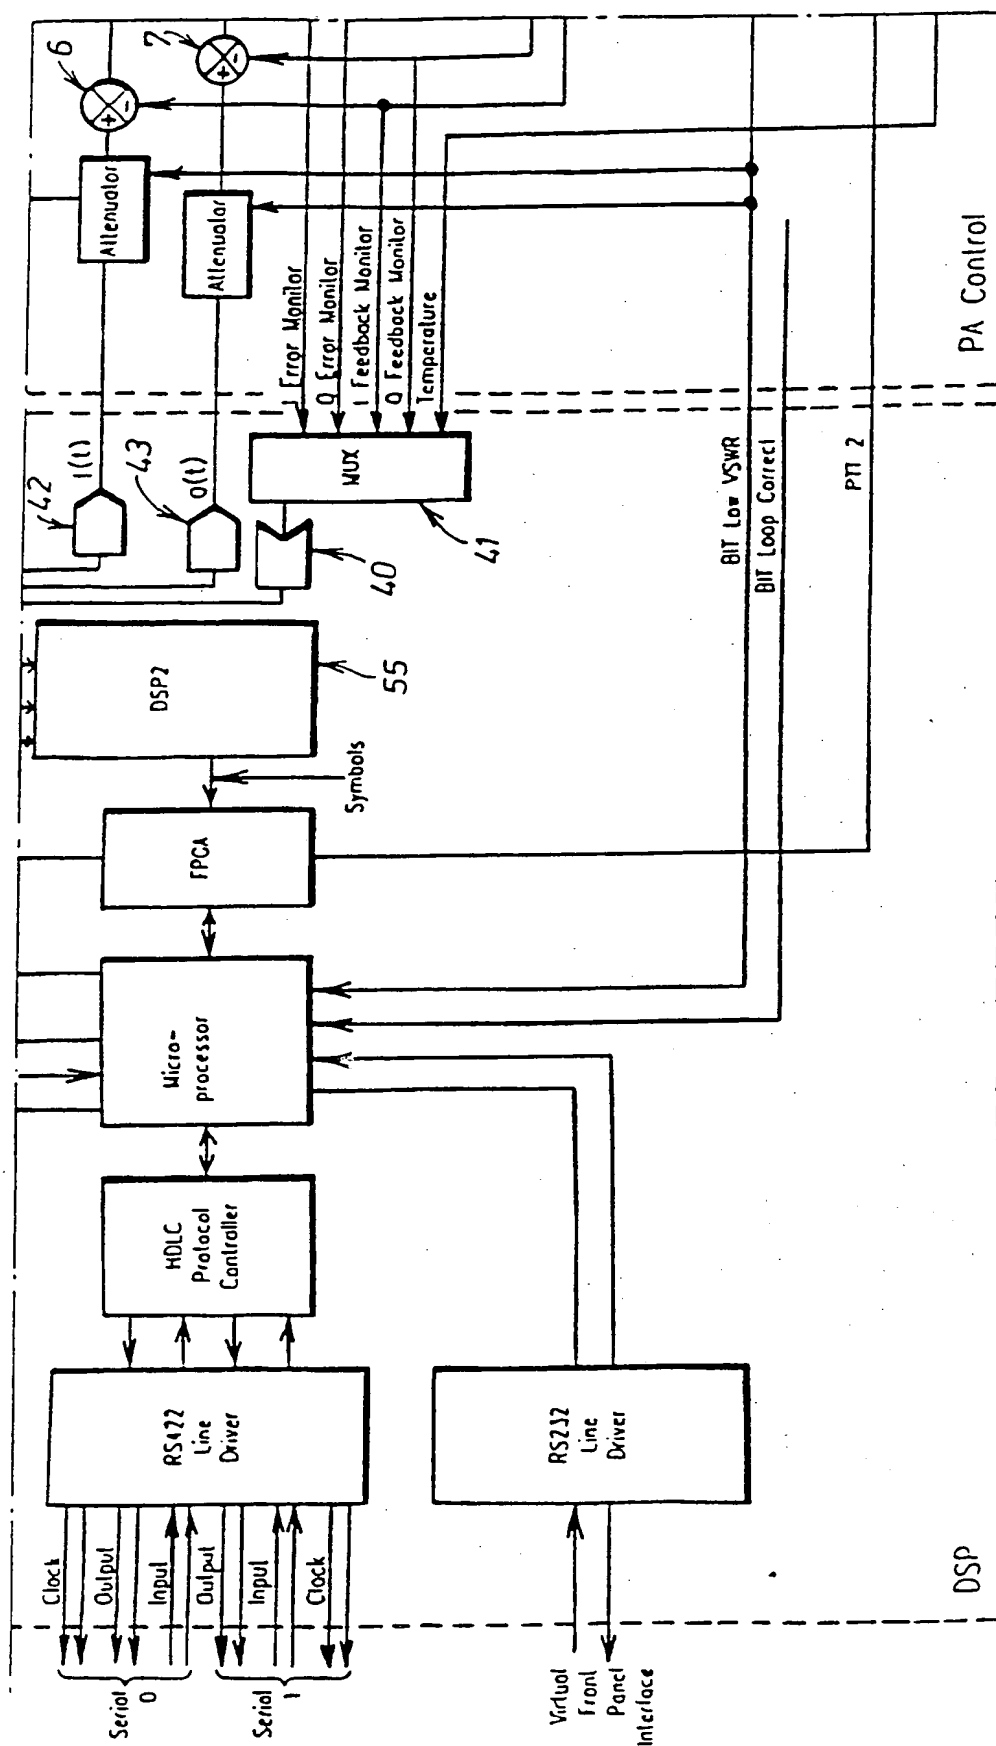 Serial
0
Serial
1
Clock
Output
Input
Output
Input
Clock
Virtual
Front
Panel
Interface
RS422
Line
Driver
RS232
Line
Driver
HDLC
Protocol
Controller
Micro-
processor
FPCA
Symbols
DSP2
55
42
I(t)
43
Q(t)
40
MUX
41
I Error Monitor
Q Error Monitor
I Feedback Monitor
Q Feedback Monitor
Temperature
Attenuator
Attenuator
6
+
-
7
+
-
BIT Low VSWR
BIT Loop Correct
PTT 2
DSP
PA Control